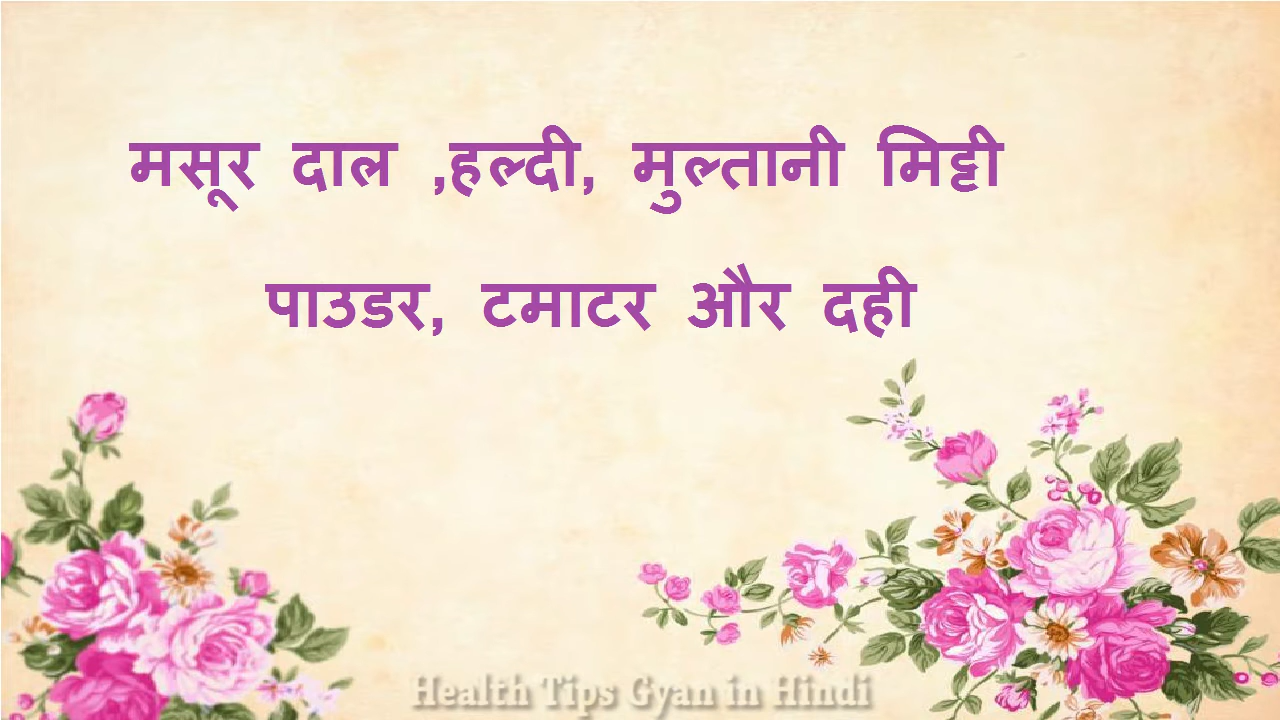 मसूर दाल ,हल्दी, मुल्तानी मिट्टी
पाउडर, टमाटर और दही
Health Tips Gyan in Hindi